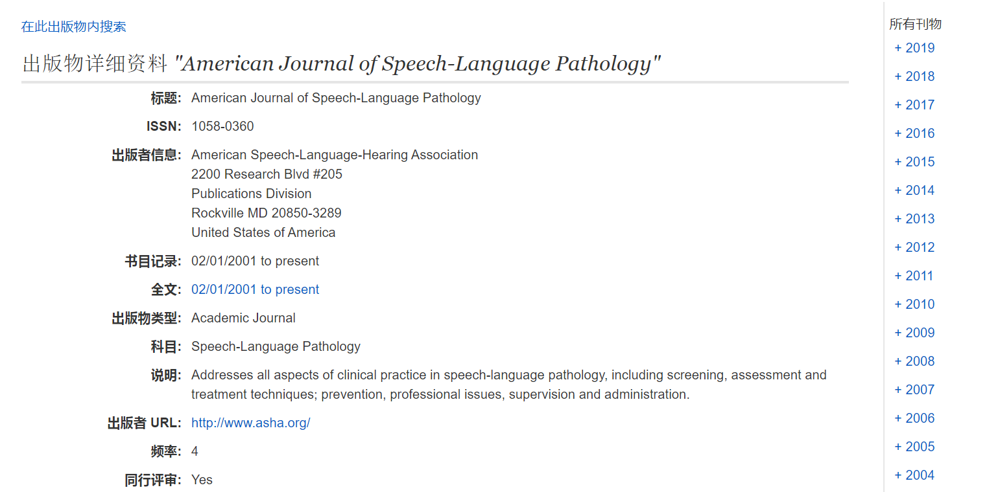 在此出版物内搜索
出版物详细资料 "American Journal of Speech-Language Pathology"
标题: American Journal of Speech-Language Pathology
ISSN: 1058-0360
出版者信息: American Speech-Language-Hearing Association
2200 Research Blvd #205
Publications Division
Rockville MD 20850-3289
United States of America
书目记录: 02/01/2001 to present
全文: 02/01/2001 to present
出版物类型: Academic Journal
科目: Speech-Language Pathology
说明: Addresses all aspects of clinical practice in speech-language pathology, including screening, assessment and
treatment techniques; prevention, professional issues, supervision and administration.
出版者 URL: http://www.asha.org/
频率: 4
同行评审: Yes
所有刊物
+ 2019
+ 2018
+ 2017
+ 2016
+ 2015
+ 2014
+ 2013
+ 2012
+ 2011
+ 2010
+ 2009
+ 2008
+ 2007
+ 2006
+ 2005
+ 2004